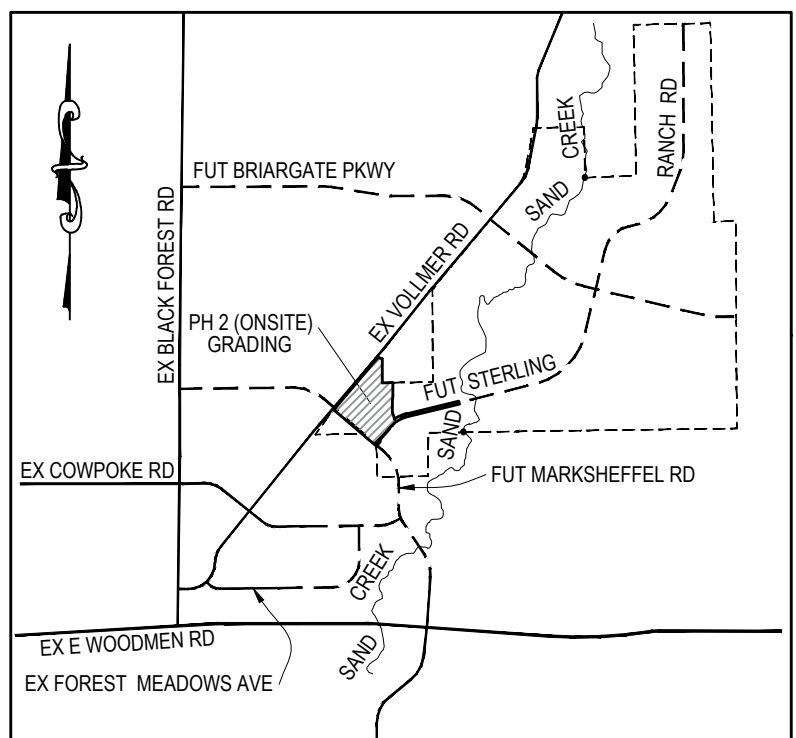 RANCH RD
CREEK
SAND
FUT BRIARGATE PKWY
EX VOLLMER RD
EX BLACK FOREST RD
PH 2 (ONSITE)
GRADING
FUT STERLING
SAND
EX COWPOKE RD
FUT MARKSHEFFEL RD
CREEK
SAND
EX E WOODMEN RD
EX FOREST MEADOWS AVE